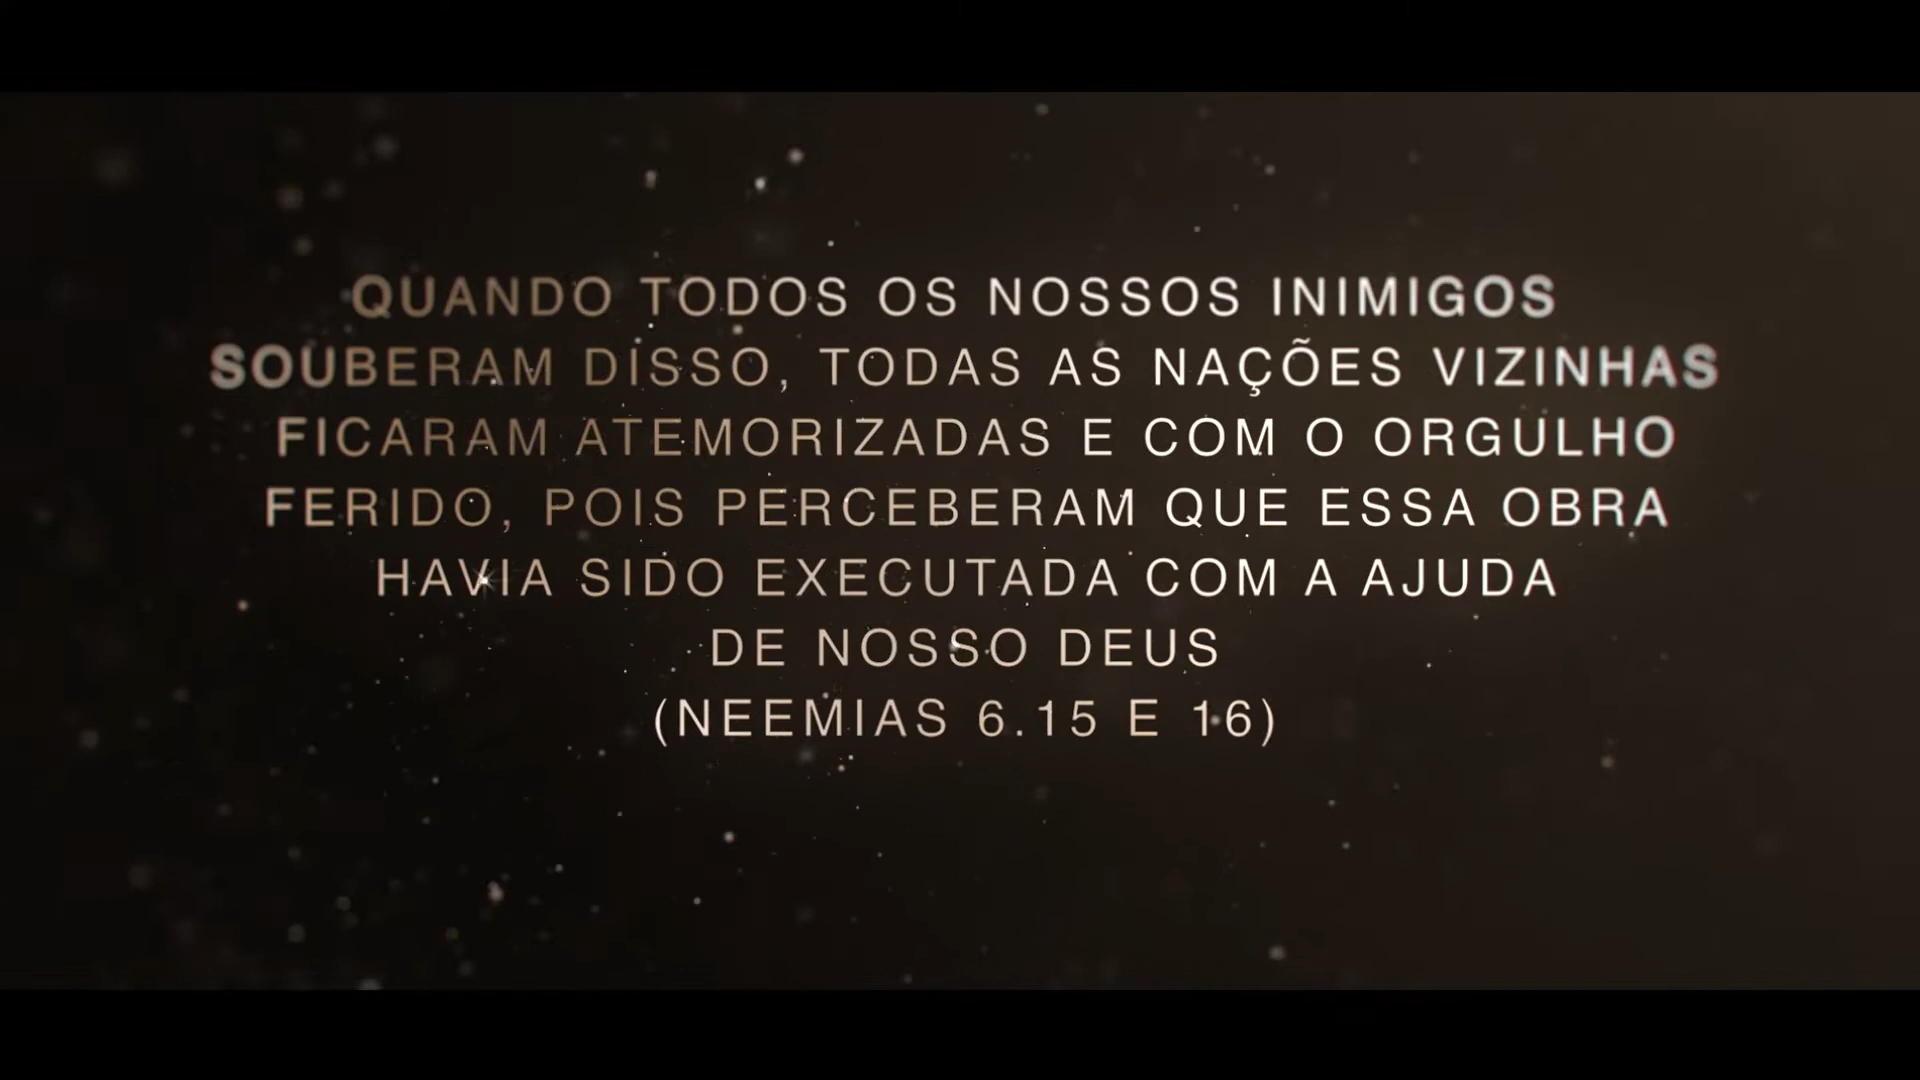 QUANDO TODOS OS NOSSOS INIMIGOS
SOUBERAM DISSO, TODAS AS NAÇÕES VIZINHAS
FICARAM ATEMORIZADAS E COM O ORGULHO
FERIDO, POIS PERCEBERAM QUE ESSA OBRA
HAVIA SIDO EXECUTADA COM A AJUDA
DE NOSSO DEUS
(NEEMIAS 6.15 E 16)